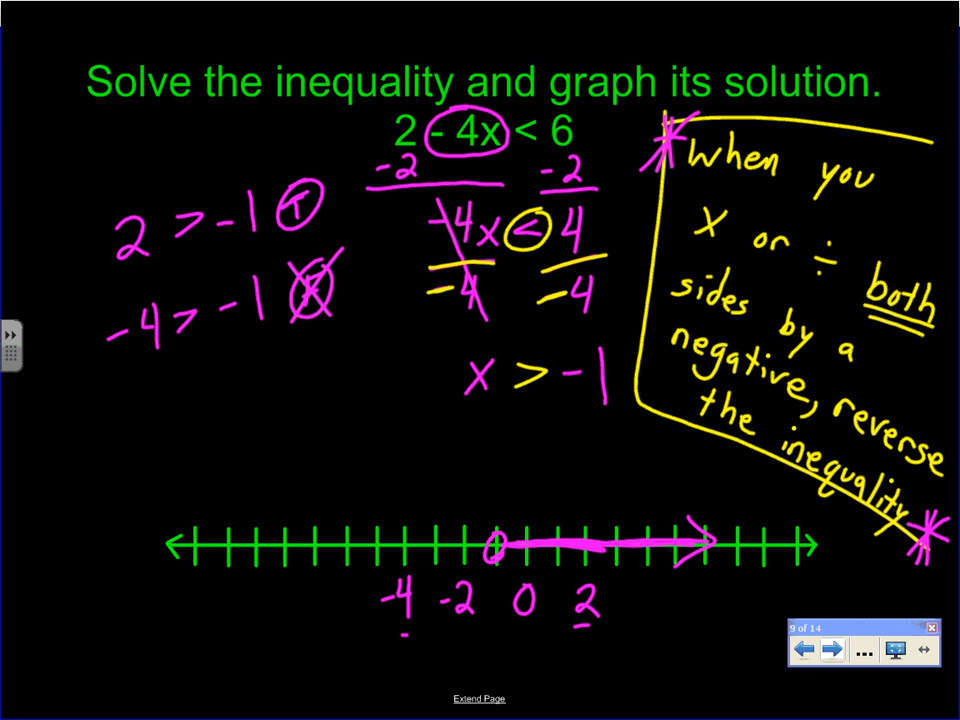 Solve the inequality and graph its solution.
2 - 4x < 6
-2 -2
-4x < 4
-4 -4
x > -1
2 > -1 T
-4 > -1 F
When you
X or ÷ both
sides by a
negative, reverse
the inequality
-4 -2 0 2
9 of 14
...
Extend Page